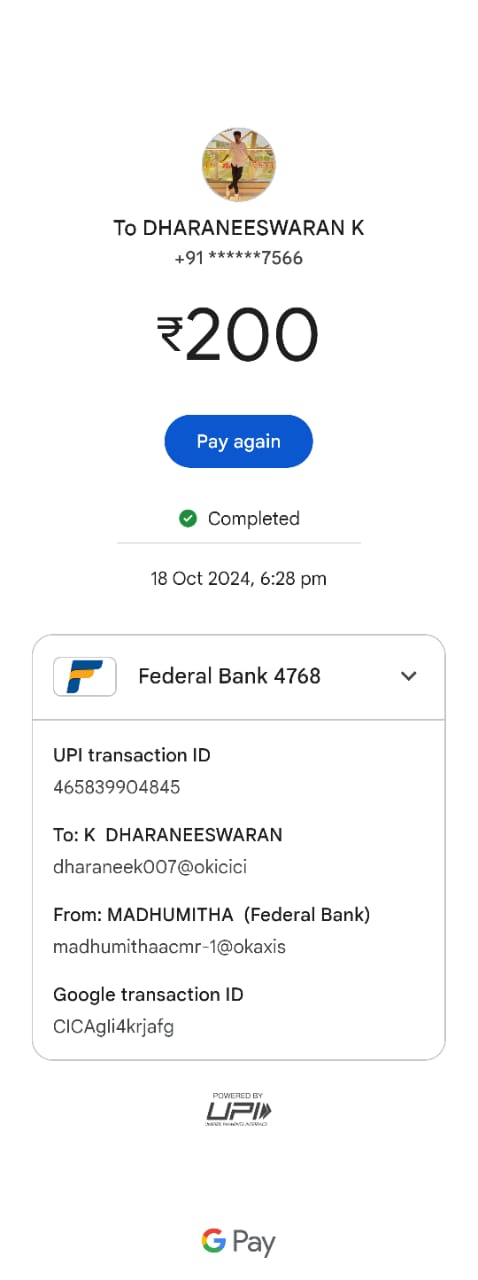 To DHARANEESWARAN K
+91 ******7566
₹200
Pay again
Completed
18 Oct 2024, 6:28 pm
Federal Bank 4768
UPI transaction ID
465839904845
To: K DHARANEESWARAN
dharaneek007@okicici
From: MADHUMITHA (Federal Bank)
madhumithaacmr-1@okaxis
Google transaction ID
CICAgli4krjafg
POWERED BY
UPI
UNIFIED PAYMENTS INTERFACE
G Pay